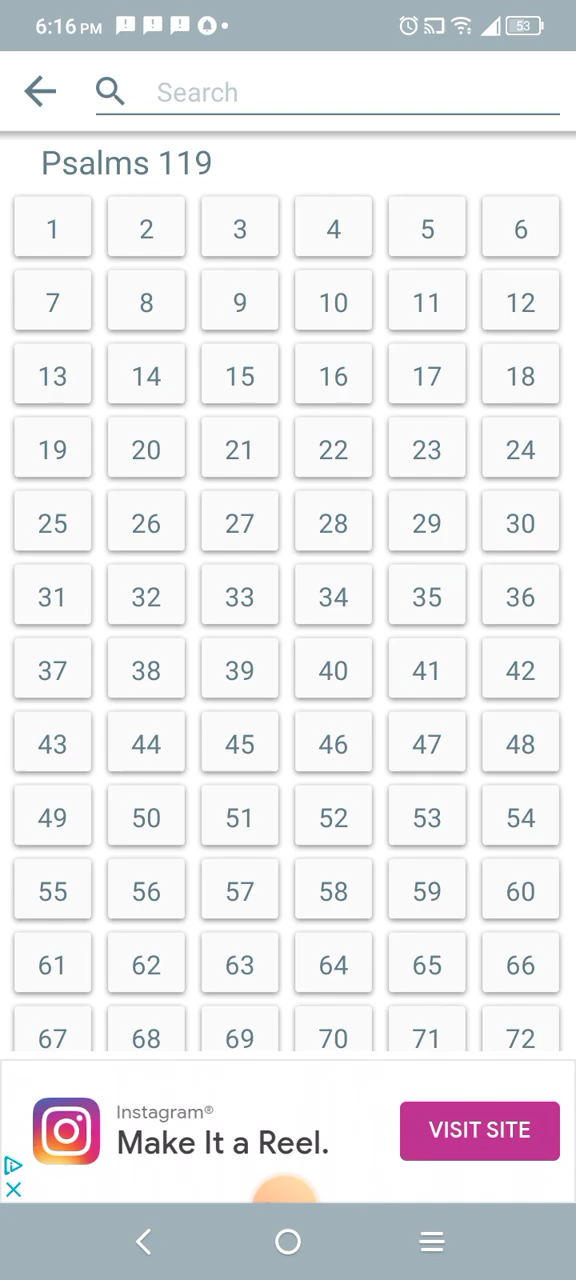 6:16 PM
53
Search
Psalms 119
1 2 3 4 5 6
7 8 9 10 11 12
13 14 15 16 17 18
19 20 21 22 23 24
25 26 27 28 29 30
31 32 33 34 35 36
37 38 39 40 41 42
43 44 45 46 47 48
49 50 51 52 53 54
55 56 57 58 59 60
61 62 63 64 65 66
67 68 69 70 71 72
Instagram®
Make It a Reel.
VISIT SITE